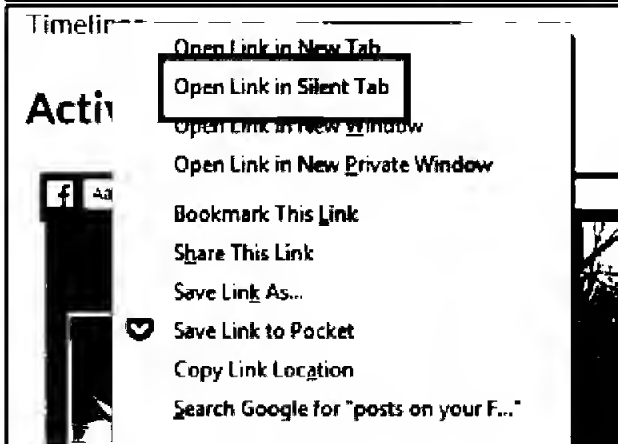 Timeline
Open Link in New Tab
Open Link in Silent Tab
Acti
Open Link in New Window
Open Link in New Private Window
f
Bookmark This Link
Share This Link
Save Link As...
Save Link to Pocket
Copy Link Location
Search Google for "posts on your F..."